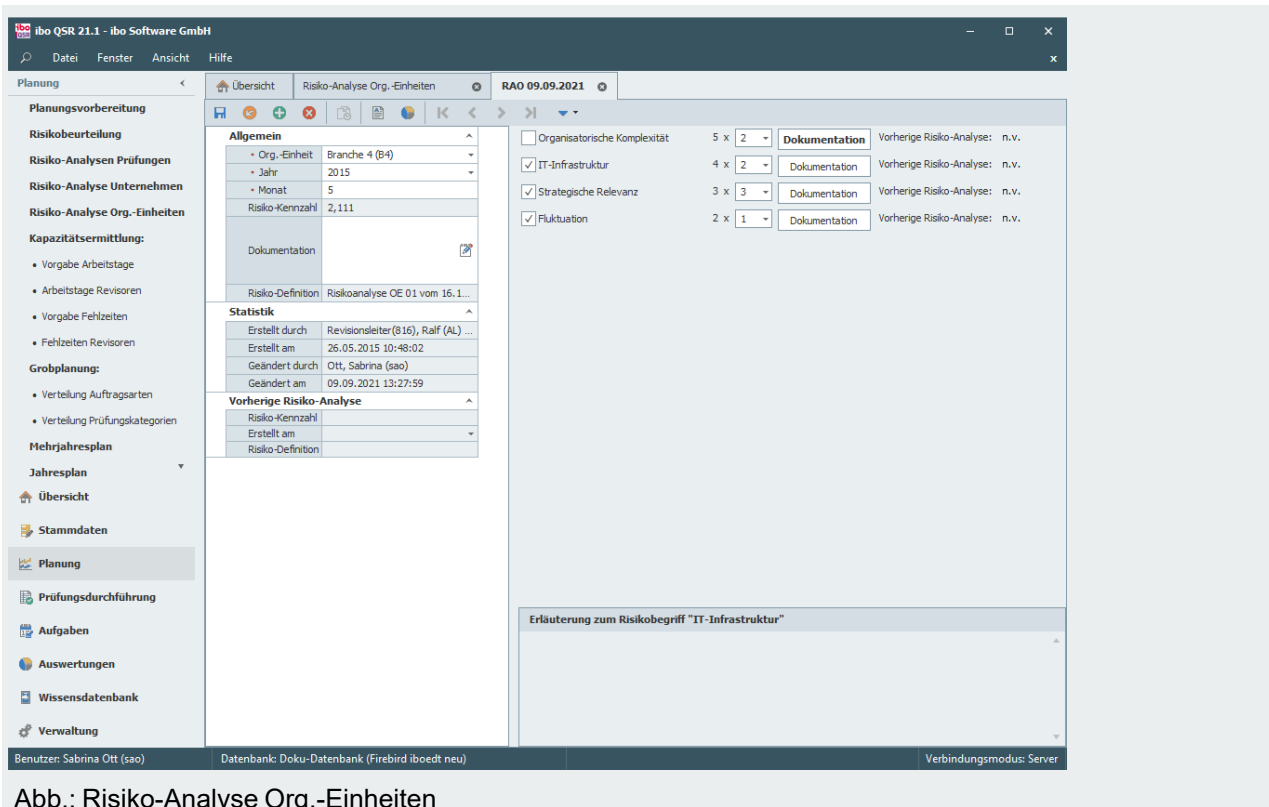 ibo QSR 21.1 - ibo Software GmbH
Datei Fenster Ansicht Hilfe
Planung
Planungsvorbereitung
Risikobeurteilung
Risiko-Analysen Prüfungen
Risiko-Analyse Unternehmen
Risiko-Analyse Org.-Einheiten
Kapazitätsermittlung:
• Vorgabe Arbeitstage
• Arbeitstage Revisoren
• Vorgabe Fehlzeiten
• Fehlzeiten Revisoren
Grobplanung:
• Verteilung Auftragsarten
• Verteilung Prüfungskategorien
Mehrjahresplan
Jahresplan
Übersicht
Stammdaten
Planung
Prüfungsdurchführung
Aufgaben
Auswertungen
Wissensdatenbank
Verwaltung
Übersicht Risiko-Analyse Org.-Einheiten RAO 09.09.2021
Allgemein
• Org.-Einheit Branche 4 (B4)
• Jahr 2015
• Monat 5
Risiko-Kennzahl 2,111
Dokumentation
Risiko-Definition Risikoanalyse OE 01 vom 16.1...
Statistik
Erstellt durch Revisionsleiter(816), Ralf (AL) ...
Erstellt am 26.05.2015 10:48:02
Geändert durch Ott, Sabrina (sao)
Geändert am 09.09.2021 13:27:59
Vorherige Risiko-Analyse
Risiko-Kennzahl
Erstellt am
Risiko-Definition
Organisatorische Komplexität 5 x 2 Dokumentation Vorherige Risiko-Analyse: n.v.
IT-Infrastruktur 4 x 2 Dokumentation Vorherige Risiko-Analyse: n.v.
Strategische Relevanz 3 x 3 Dokumentation Vorherige Risiko-Analyse: n.v.
Fluktuation 2 x 1 Dokumentation Vorherige Risiko-Analyse: n.v.
Erläuterung zum Risikobegriff "IT-Infrastruktur"
Benutzer: Sabrina Ott (sao) Datenbank: Doku-Datenbank (Firebird iboedt neu) Verbindungsmodus: Server
Abb.: Risiko-Analyse Org.-Einheiten